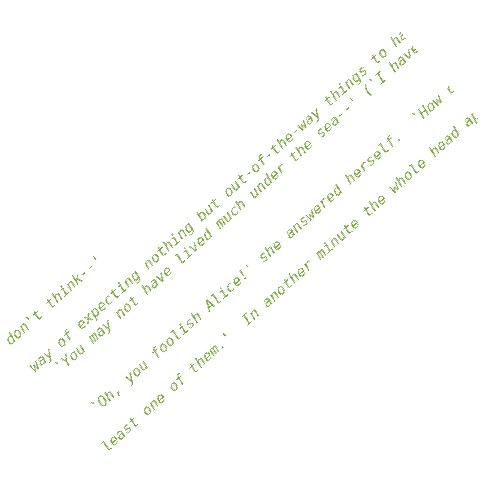 don't think--'
way of expecting nothing but out-of-the-way things to
`You may not have lived much under the sea--' (`I have
`Oh, you foolish Alice!' she answered herself.  `How
least one of them.'  In another minute the whole head